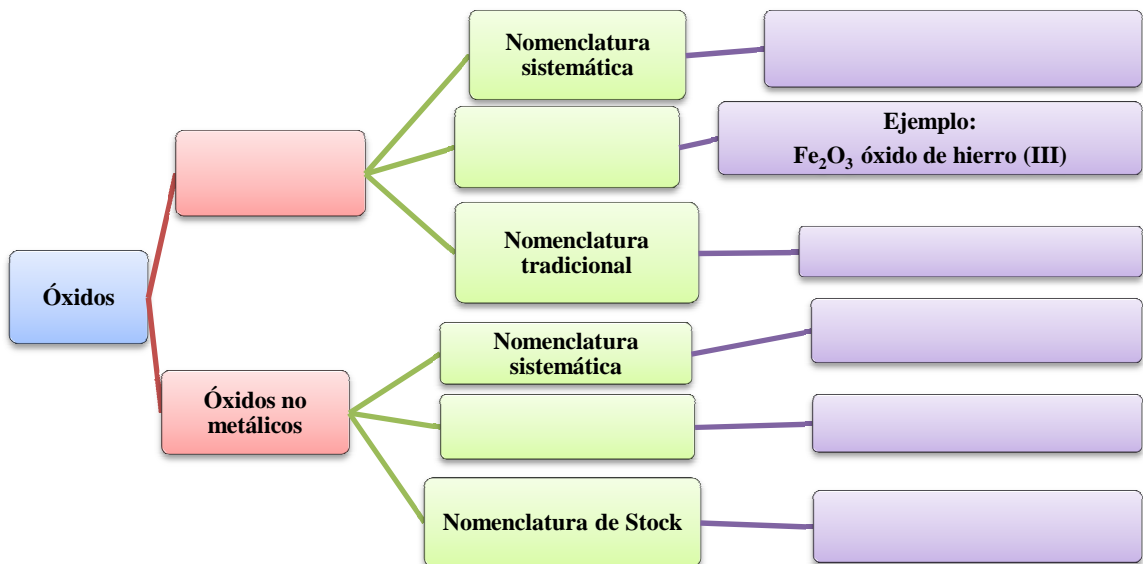 Nomenclatura
sistemática
Ejemplo:
Fe₂O₃ óxido de hierro (III)
Nomenclatura
tradicional
Óxidos
Nomenclatura
sistemática
Óxidos no
metálicos
Nomenclatura de Stock